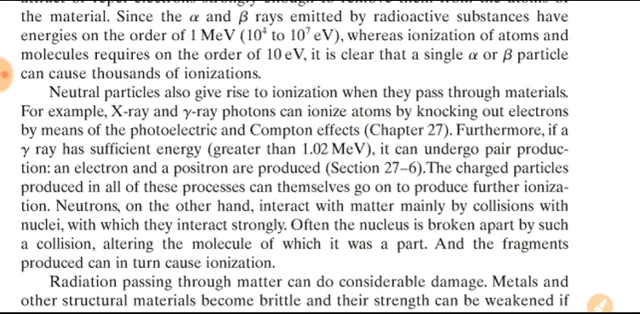 the material. Since the α and β rays emitted by radioactive substances have
energies on the order of 1 MeV (10⁴ to 10⁷ eV), whereas ionization of atoms and
molecules requires on the order of 10 eV, it is clear that a single α or β particle
can cause thousands of ionizations.
Neutral particles also give rise to ionization when they pass through materials.
For example, X-ray and γ-ray photons can ionize atoms by knocking out electrons
by means of the photoelectric and Compton effects (Chapter 27). Furthermore, if a
γ ray has sufficient energy (greater than 1.02 MeV), it can undergo pair produc-
tion: an electron and a positron are produced (Section 27–6).The charged particles
produced in all of these processes can themselves go on to produce further ioniza-
tion. Neutrons, on the other hand, interact with matter mainly by collisions with
nuclei, with which they interact strongly. Often the nucleus is broken apart by such
a collision, altering the molecule of which it was a part. And the fragments
produced can in turn cause ionization.
Radiation passing through matter can do considerable damage. Metals and
other structural materials become brittle and their strength can be weakened if